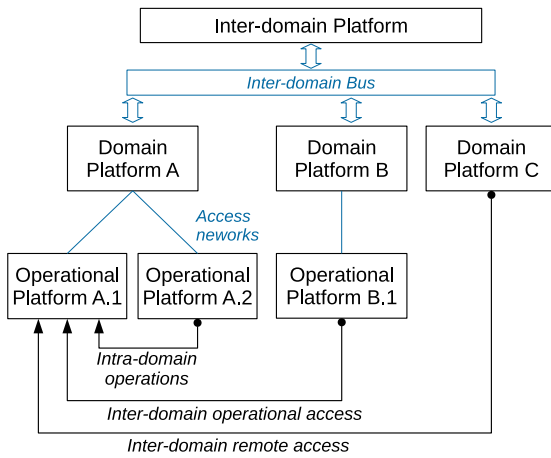 Inter-domain Platform
Inter-domain Bus
Domain
Platform A
Domain
Platform B
Domain
Platform C
Access
neworks
Operational
Platform A.1
Operational
Platform A.2
Operational
Platform B.1
Intra-domain
operations
Inter-domain operational access
Inter-domain remote access